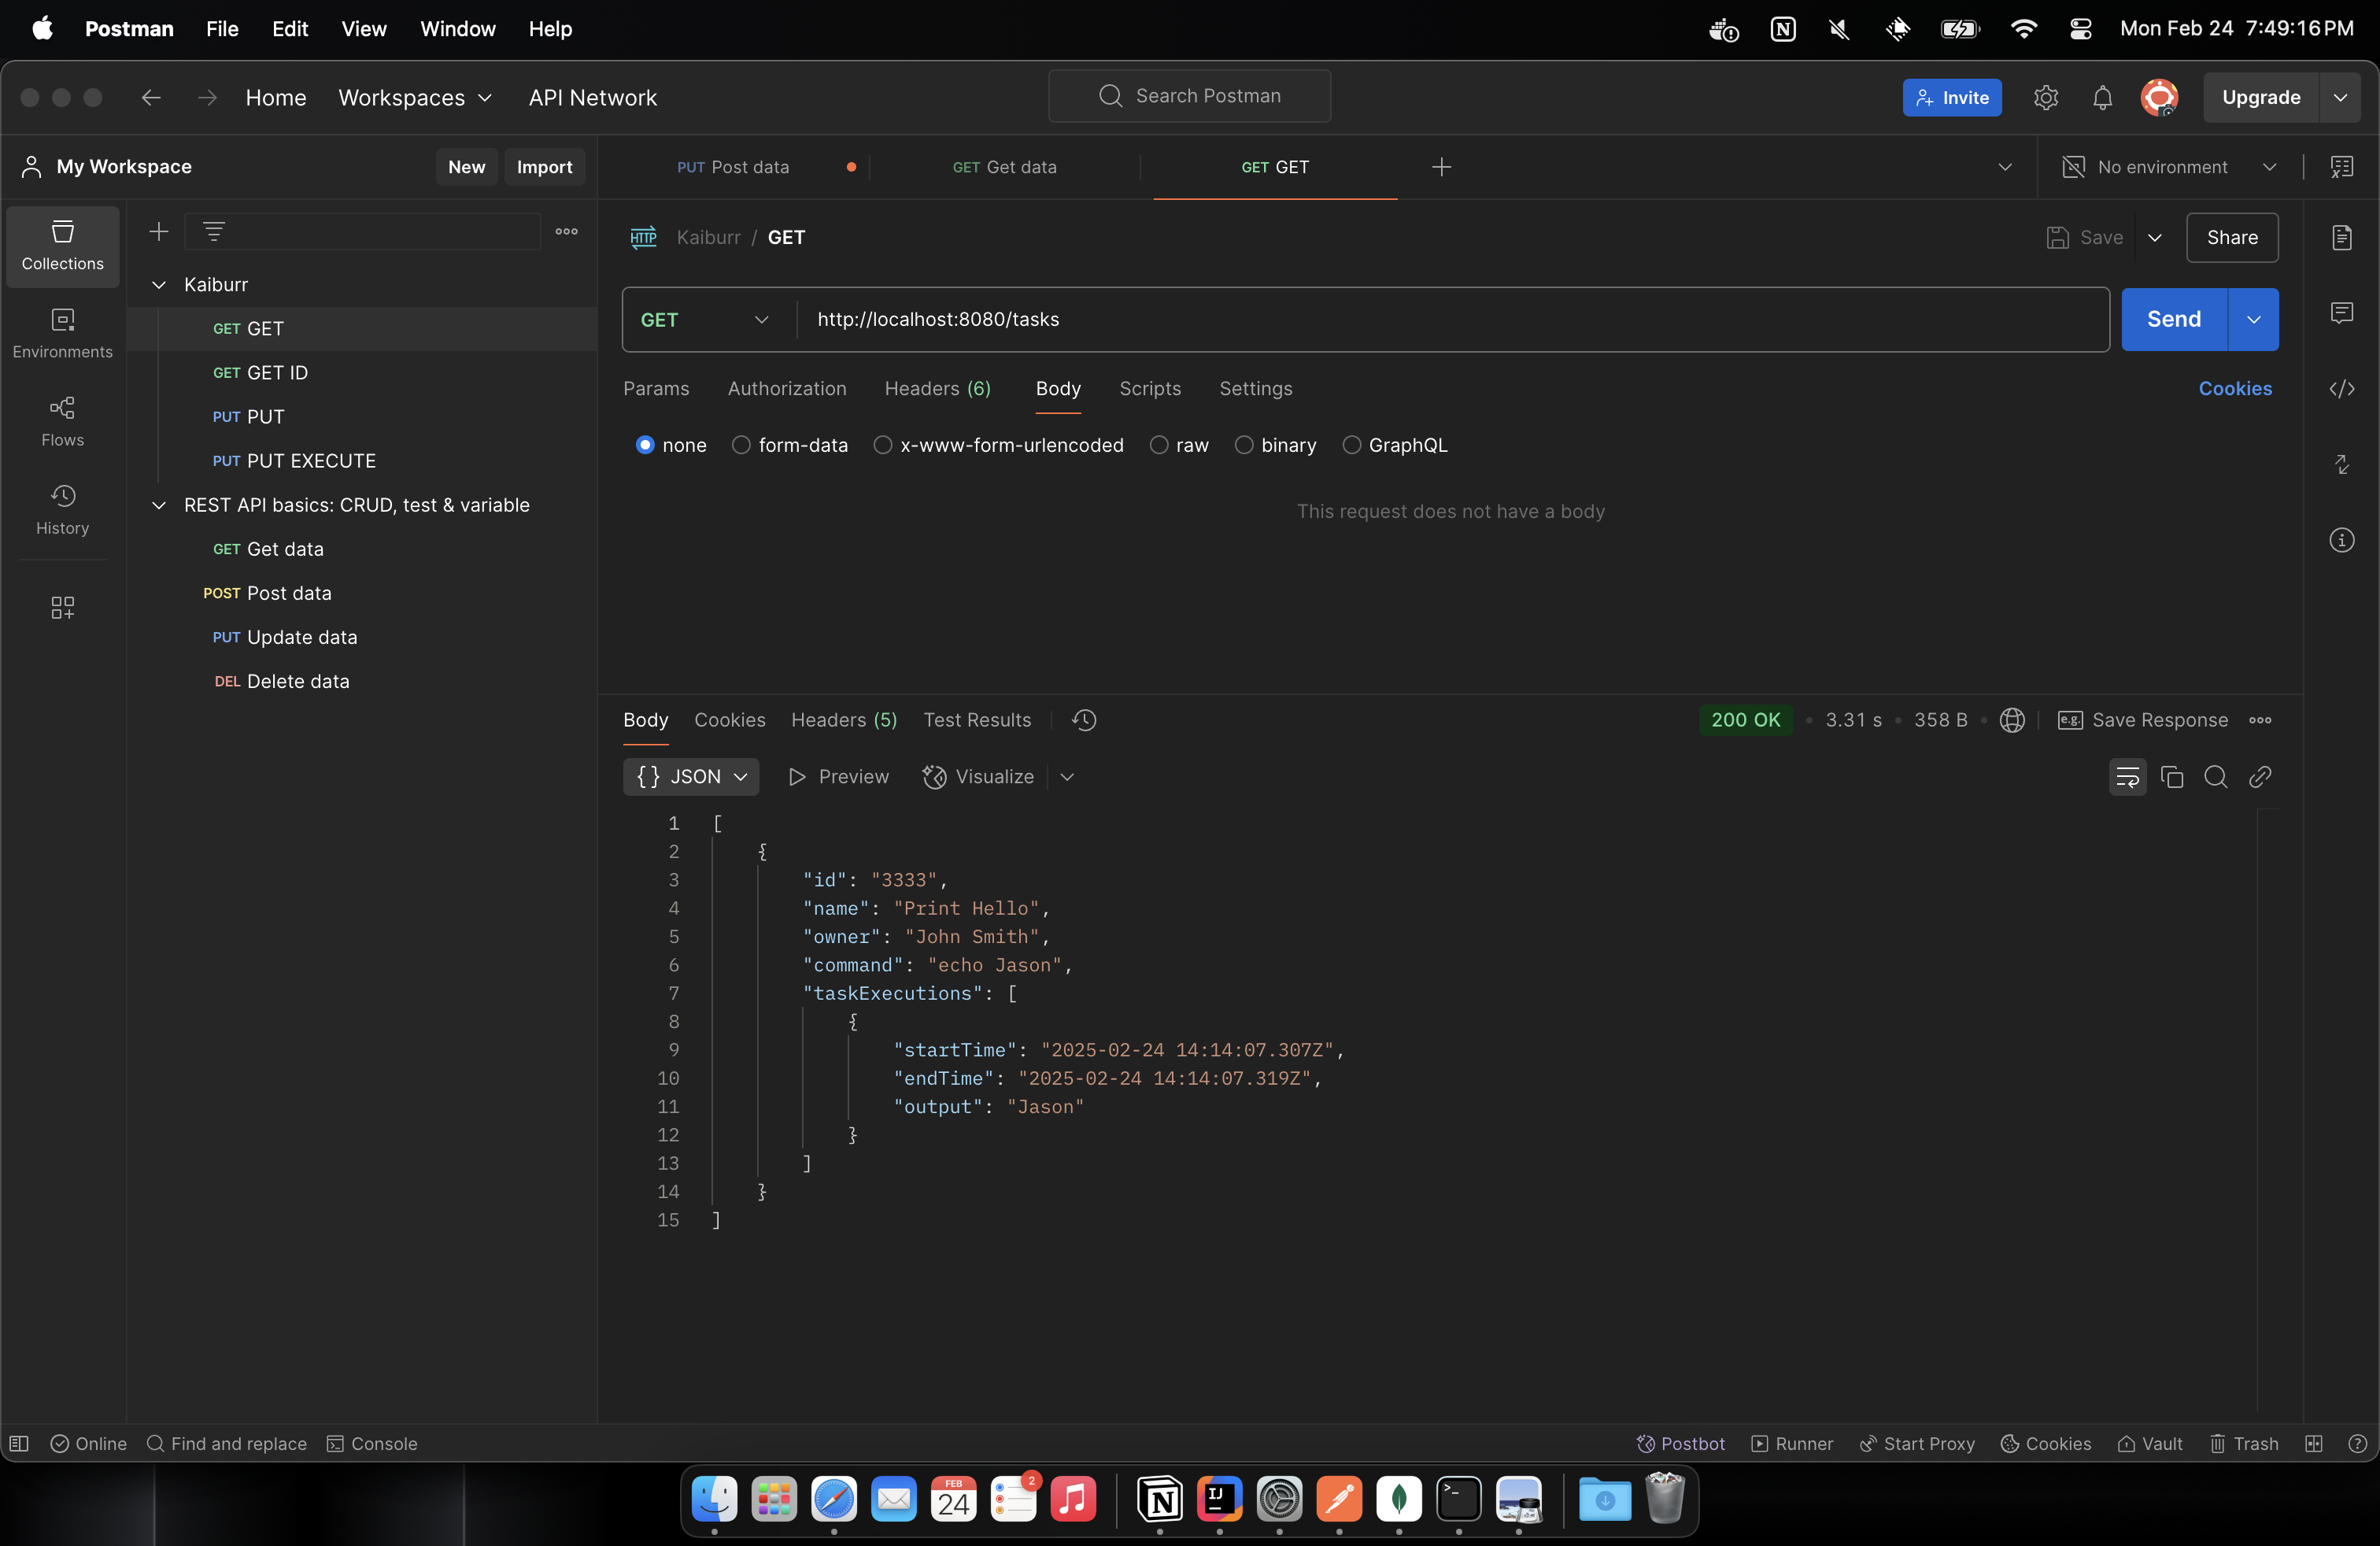 Postman File Edit View Window Help Mon Feb 24 7:49:16 PM
Home Workspaces API Network Search Postman Invite Upgrade
My Workspace New Import PUT Post data GET Get data GET GET No environment
Collections
Environments
Flows
History
Kaiburr
GET GET
GET GET ID
PUT PUT
PUT PUT EXECUTE
REST API basics: CRUD, test & variable
GET Get data
POST Post data
PUT Update data
DEL Delete data
HTTP Kaiburr / GET Save Share
GET http://localhost:8080/tasks Send
Params Authorization Headers (6) Body Scripts Settings Cookies
none form-data x-www-form-urlencoded raw binary GraphQL
This request does not have a body
Body Cookies Headers (5) Test Results 200 OK • 3.31 s • 358 B • e.g. Save Response
{} JSON Preview Visualize
1 [
2 {
3 "id": "3333",
4 "name": "Print Hello",
5 "owner": "John Smith",
6 "command": "echo Jason",
7 "taskExecutions": [
8 {
9 "startTime": "2025-02-24 14:14:07.307Z",
10 "endTime": "2025-02-24 14:14:07.319Z",
11 "output": "Jason"
12 }
13 ]
14 }
15 ]
Online Find and replace Console Postbot Runner Start Proxy Cookies Vault Trash
FEB
24
2
IJ